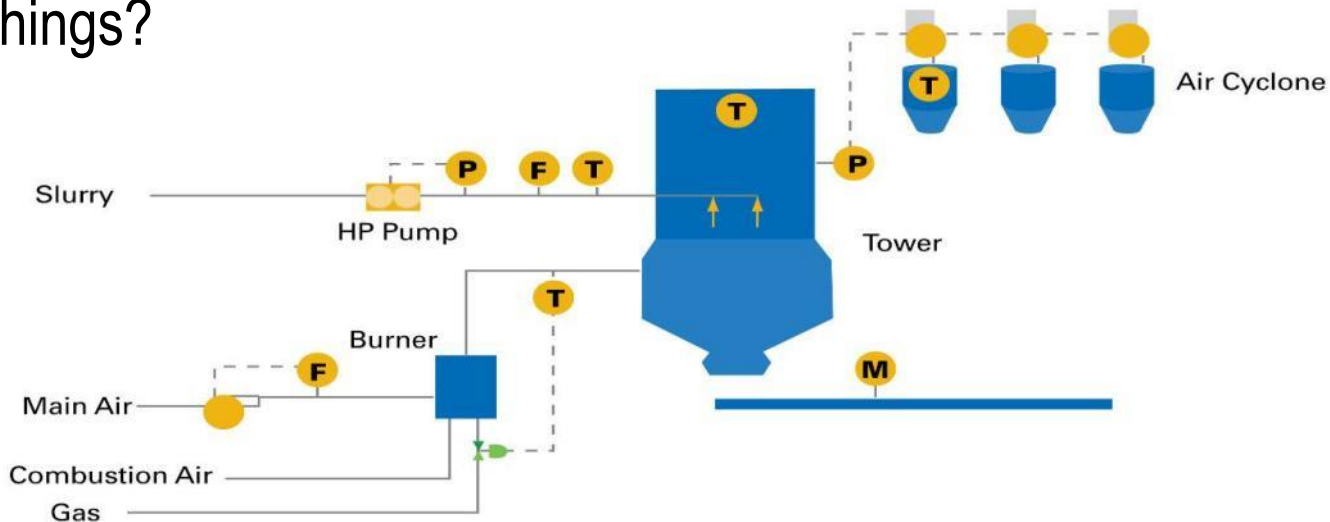 hings?
Air Cyclone
T
T
P
F
T
P
Slurry
HP Pump
Tower
T
Burner
F
M
Main Air
Combustion Air
Gas